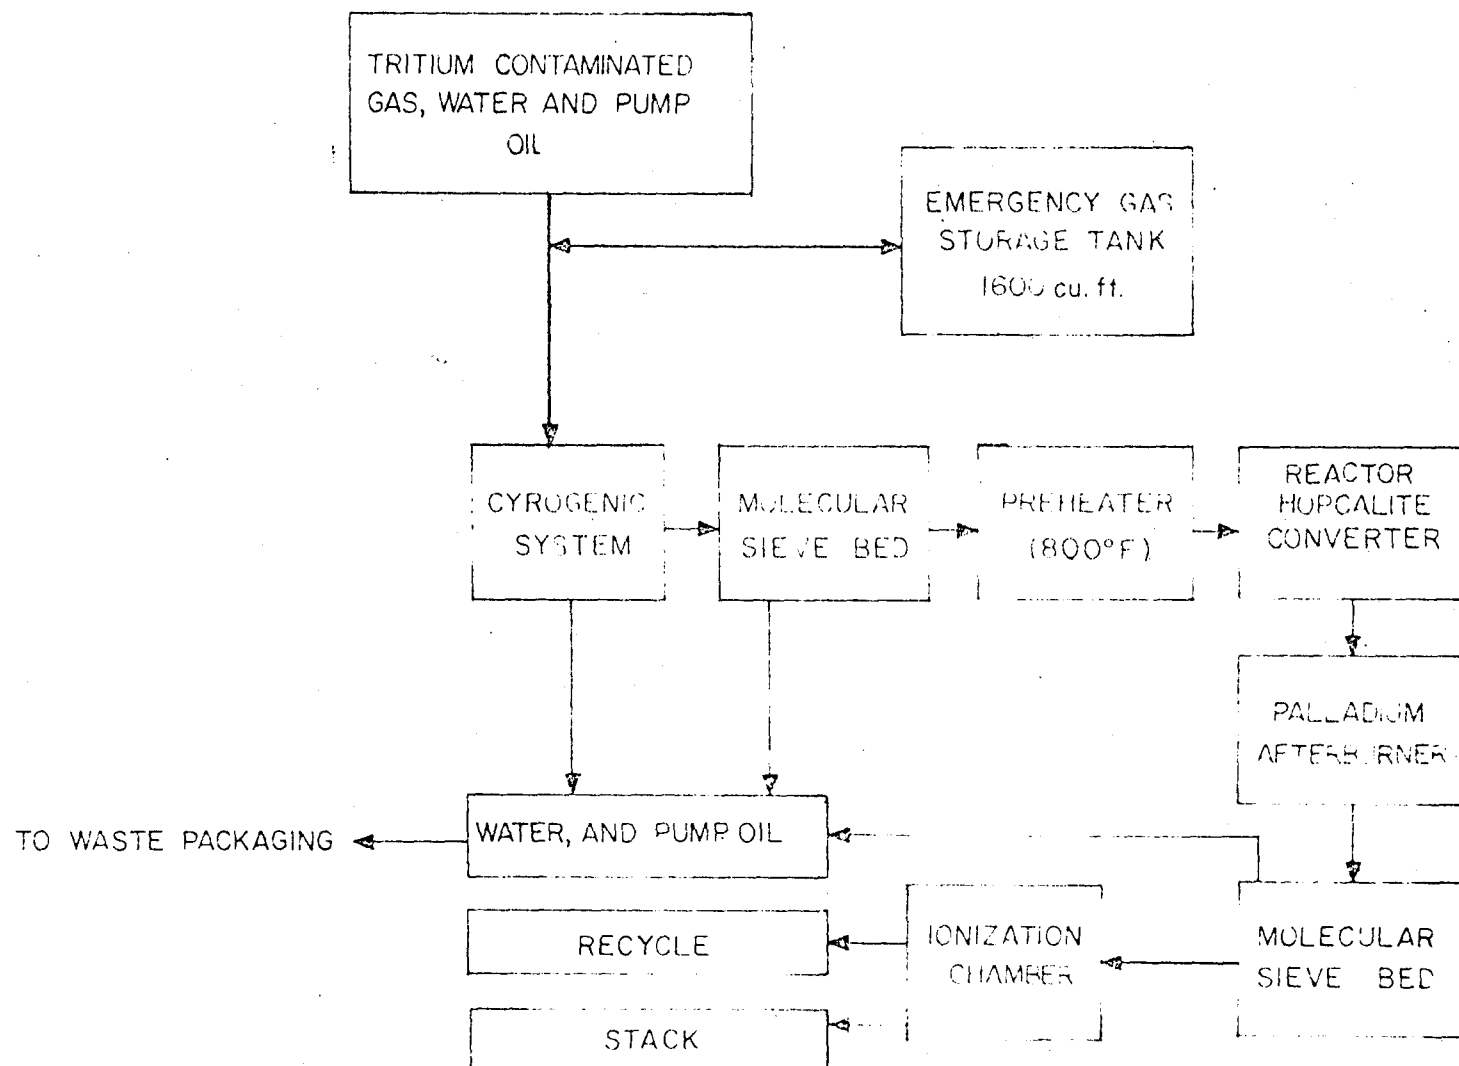 TRITIUM CONTAMINATED
GAS, WATER AND PUMP
OIL
EMERGENCY GAS
STORAGE TANK
1600 cu. ft.
CYROGENIC
SYSTEM
MOLECULAR
SIEVE BED
PREHEATER
(800°F)
REACTOR
HOPCALITE
CONVERTER
PALLADIUM
AFTERBURNER
TO WASTE PACKAGING
WATER, AND PUMP OIL
RECYCLE
IONIZATION
CHAMBER
MOLECULAR
SIEVE BED
STACK